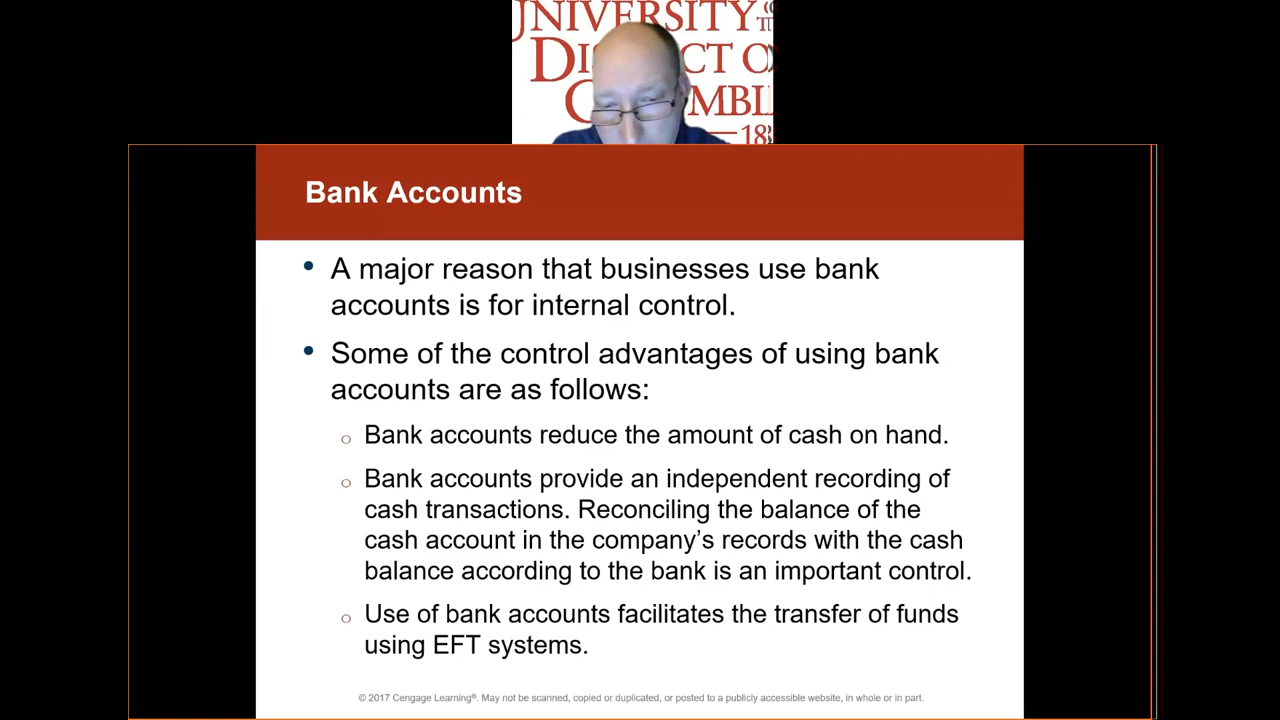 UNIVERSITY
CT O
MBI
18
Bank Accounts
• A major reason that businesses use bank
accounts is for internal control.
• Some of the control advantages of using bank
accounts are as follows:
o Bank accounts reduce the amount of cash on hand.
o Bank accounts provide an independent recording of
cash transactions. Reconciling the balance of the
cash account in the company’s records with the cash
balance according to the bank is an important control.
o Use of bank accounts facilitates the transfer of funds
using EFT systems.
© 2017 Cengage Learning®. May not be scanned, copied or duplicated, or posted to a publicly accessible website, in whole or in part.